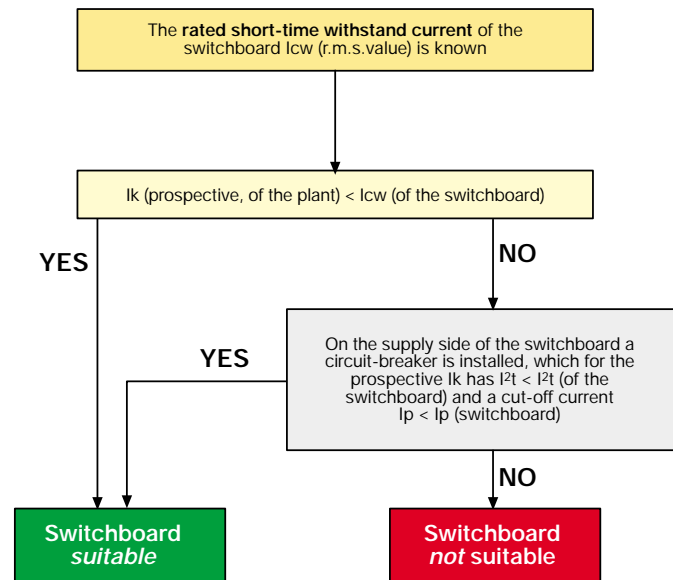 The rated short-time withstand current of the
switchboard Icw (r.m.s.value) is known
Ik (prospective, of the plant) < Icw (of the switchboard)
YES
NO
On the supply side of the switchboard a
circuit-breaker is installed, which for the
prospective Ik has I²t < I²t (of the
switchboard) and a cut-off current
Ip < Ip (switchboard)
YES
NO
Switchboard
suitable
Switchboard
not suitable